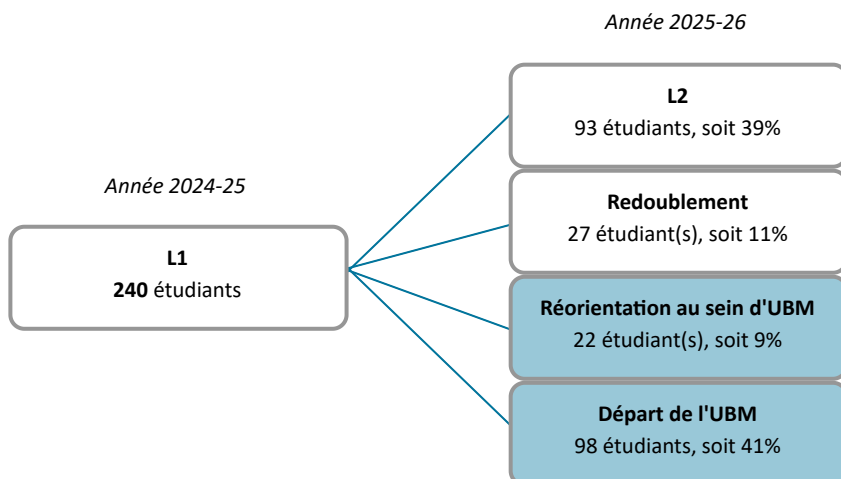 Année 2025-26
L2
93 étudiants, soit 39%
Année 2024-25
Redoublement
27 étudiant(s), soit 11%
L1
240 étudiants
Réorientation au sein d'UBM
22 étudiant(s), soit 9%
Départ de l'UBM
98 étudiants, soit 41%